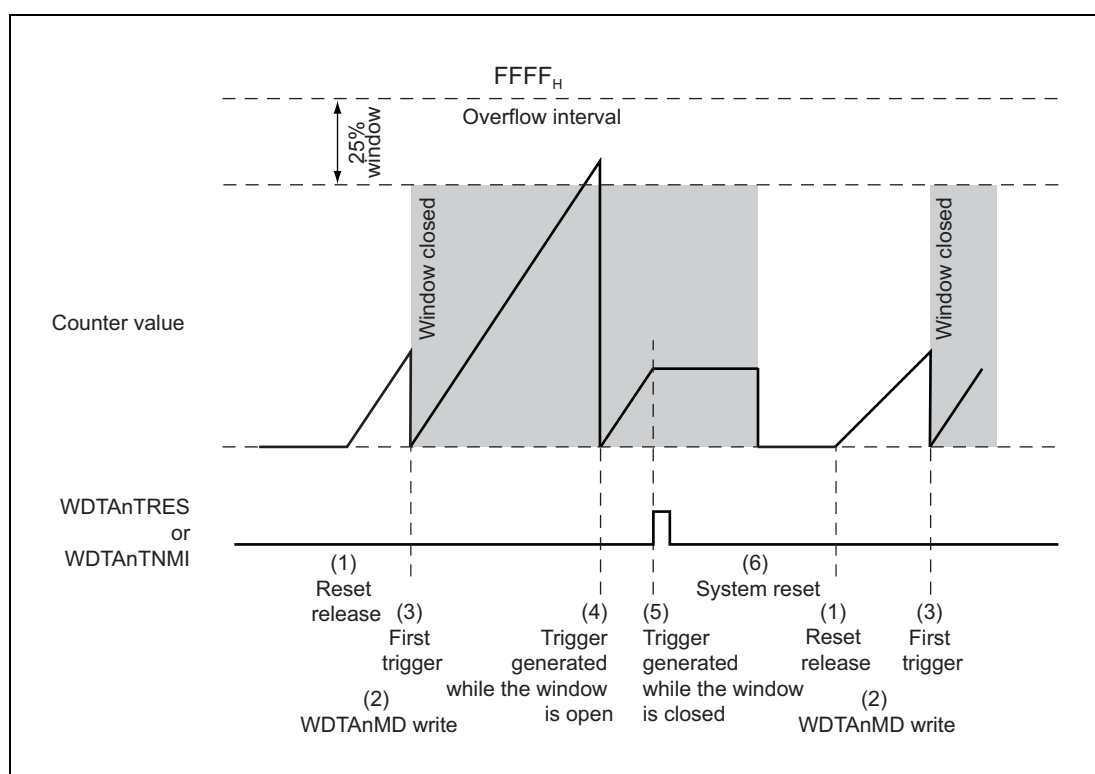 FFFFH
Overflow interval
25%
window
Window closed
Window closed
Counter value
WDTAnTRES
or
WDTAnTNMI
(1)
Reset
release
(3)
First
trigger
(2)
WDTAnMD write
(4)
Trigger
generated
while the window
is open
(5)
Trigger
generated
while the window
is closed
(6)
System reset
(1)
Reset
release
(3)
First
trigger
(2)
WDTAnMD write